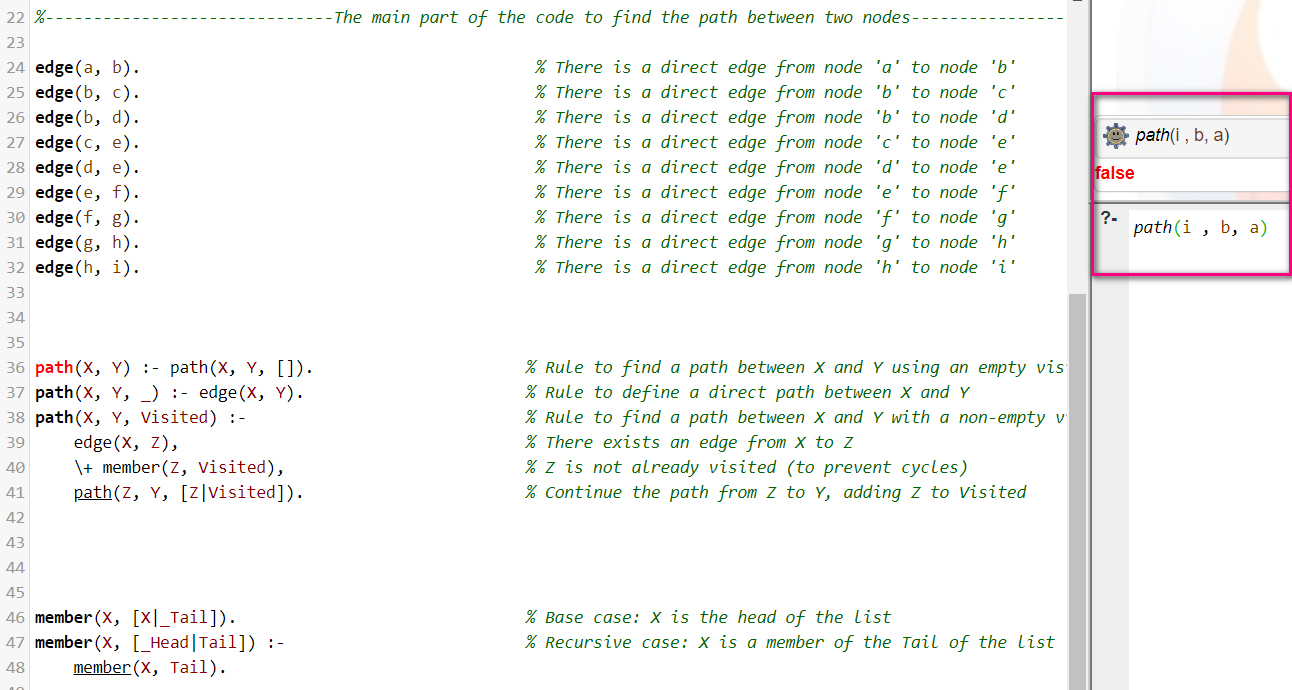 22 %-----------------------------The main part of the code to find the path between two nodes----------------
23
24 edge(a, b). % There is a direct edge from node 'a' to node 'b'
25 edge(b, c). % There is a direct edge from node 'b' to node 'c'
26 edge(b, d). % There is a direct edge from node 'b' to node 'd'
27 edge(c, e). % There is a direct edge from node 'c' to node 'e'
28 edge(d, e). % There is a direct edge from node 'd' to node 'e'
29 edge(e, f). % There is a direct edge from node 'e' to node 'f'
30 edge(f, g). % There is a direct edge from node 'f' to node 'g'
31 edge(g, h). % There is a direct edge from node 'g' to node 'h'
32 edge(h, i). % There is a direct edge from node 'h' to node 'i'
33
34
35
36 path(X, Y) :- path(X, Y, []). % Rule to find a path between X and Y using an empty
37 path(X, Y, _) :- edge(X, Y). % Rule to define a direct path between X and Y
38 path(X, Y, Visited) :- % Rule to find a path between X and Y with a non-empty
39 edge(X, Z), % There exists an edge from X to Z
40 \+ member(Z, Visited), % Z is not already visited (to prevent cycles)
41 path(Z, Y, [Z|Visited]). % Continue the path from Z to Y, adding Z to Visited
42
43
44
45
46 member(X, [X|_Tail]). % Base case: X is the head of the list
47 member(X, [_Head|Tail]) :- % Recursive case: X is a member of the Tail of the list
48 member(X, Tail).
path(i , b, a)
false
?- path(i , b, a)